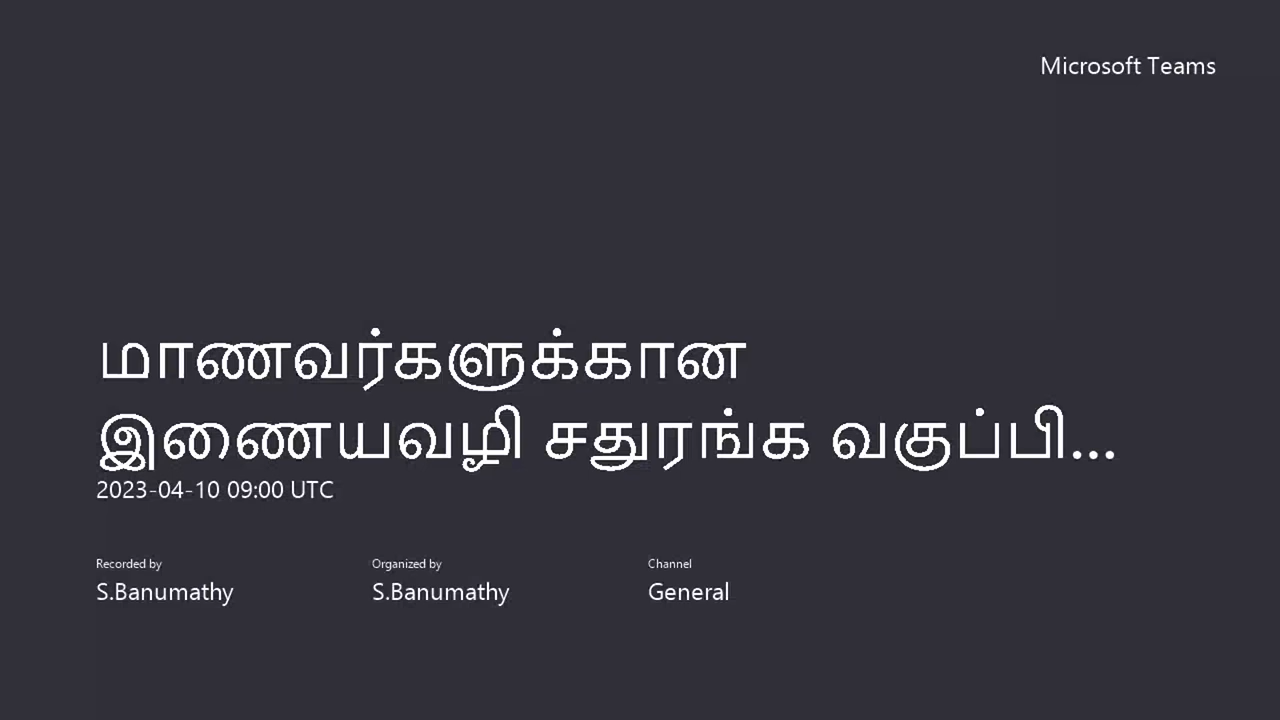 Microsoft Teams
மாணவர்களுக்கான
இணையவழி சதுரங்க வகுப்பி...
2023-04-10 09:00 UTC
Recorded by
S.Banumathy
Organized by
S.Banumathy
Channel
General